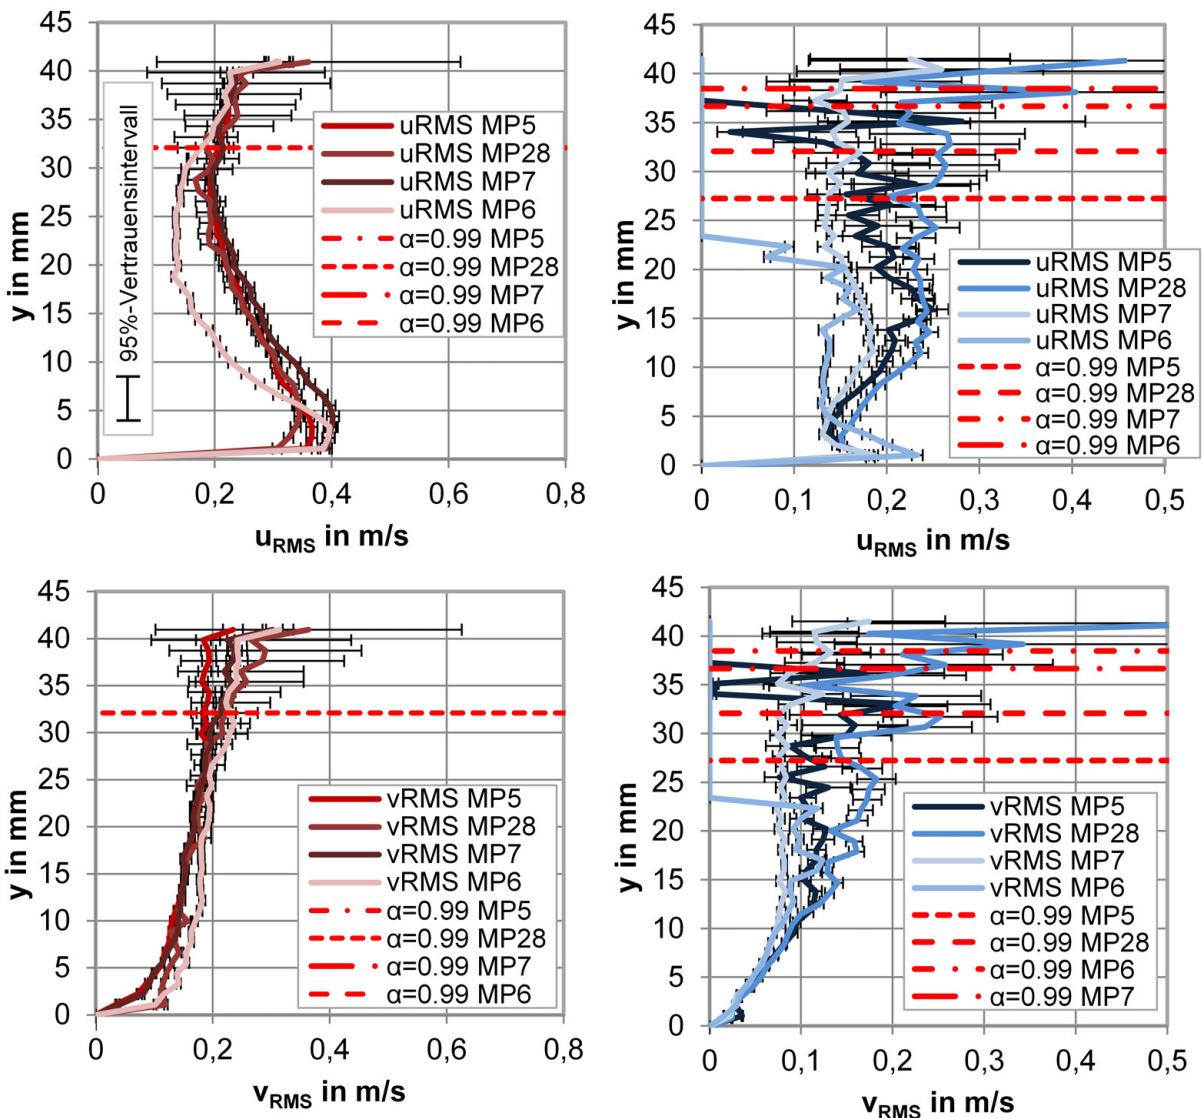 45
40
35
30
25
20
15
10
5
0
y in mm
95%-Vertrauensintervall
uRMS MP5
uRMS MP28
uRMS MP7
uRMS MP6
α=0.99 MP5
α=0.99 MP28
α=0.99 MP7
α=0.99 MP6
0
0,2
0,4
0,6
0,8
uRMS in m/s
45
40
35
30
25
20
15
10
5
0
y in mm
uRMS MP5
uRMS MP28
uRMS MP7
uRMS MP6
α=0.99 MP5
α=0.99 MP28
α=0.99 MP7
α=0.99 MP6
0
0,1
0,2
0,3
0,4
0,5
uRMS in m/s
45
40
35
30
25
20
15
10
5
0
y in mm
vRMS MP5
vRMS MP28
vRMS MP7
vRMS MP6
α=0.99 MP5
α=0.99 MP28
α=0.99 MP7
α=0.99 MP6
0
0,2
0,4
0,6
0,8
vRMS in m/s
45
40
35
30
25
20
15
10
5
0
y in mm
vRMS MP5
vRMS MP28
vRMS MP7
vRMS MP6
α=0.99 MP5
α=0.99 MP28
α=0.99 MP6
α=0.99 MP7
0
0,1
0,2
0,3
0,4
0,5
vRMS in m/s